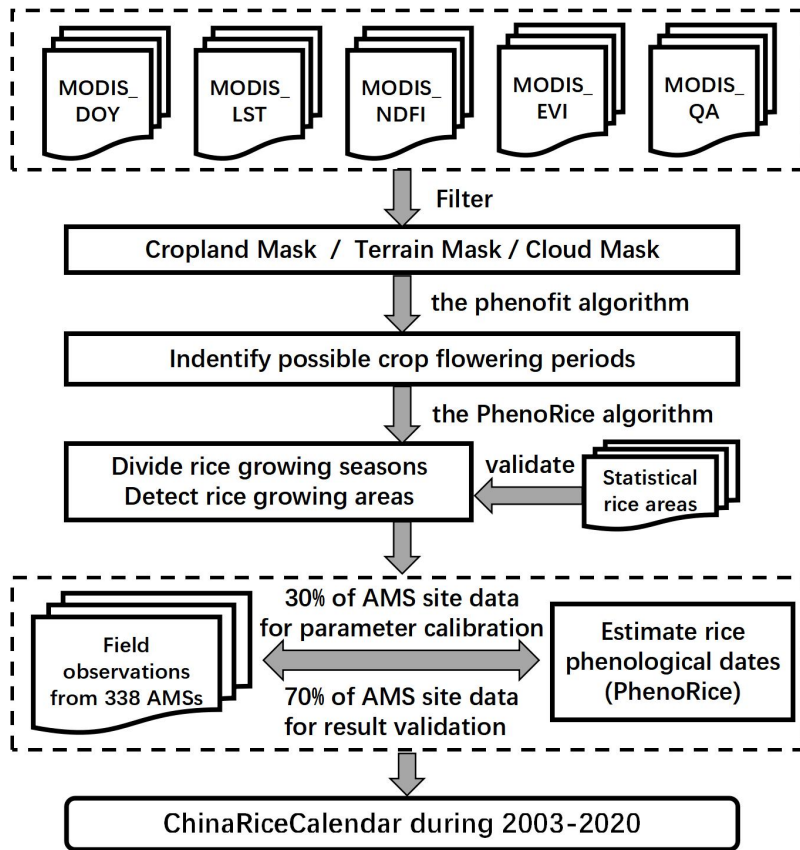 MODIS_
DOY
MODIS_
LST
MODIS_
NDFI
MODIS_
EVI
MODIS_
QA
Filter
Cropland Mask / Terrain Mask / Cloud Mask
the phenofit algorithm
Indentify possible crop flowering periods
the PhenoRice algorithm
Divide rice growing seasons
Detect rice growing areas
validate
Statistical
rice areas
30% of AMS site data
for parameter calibration
Field
observations
from 338 AMSs
70% of AMS site data
for result validation
Estimate rice
phenological dates
(PhenoRice)
ChinaRiceCalendar during 2003-2020